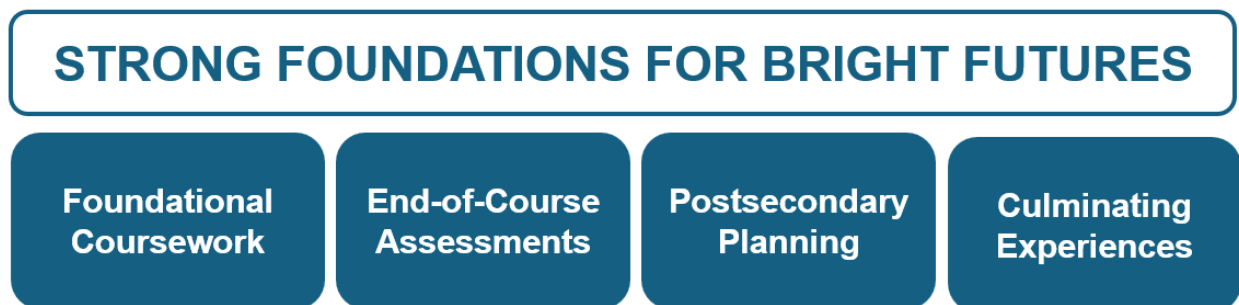 STRONG FOUNDATIONS FOR BRIGHT FUTURES
Foundational
Coursework
End-of-Course
Assessments
Postsecondary
Planning
Culminating
Experiences